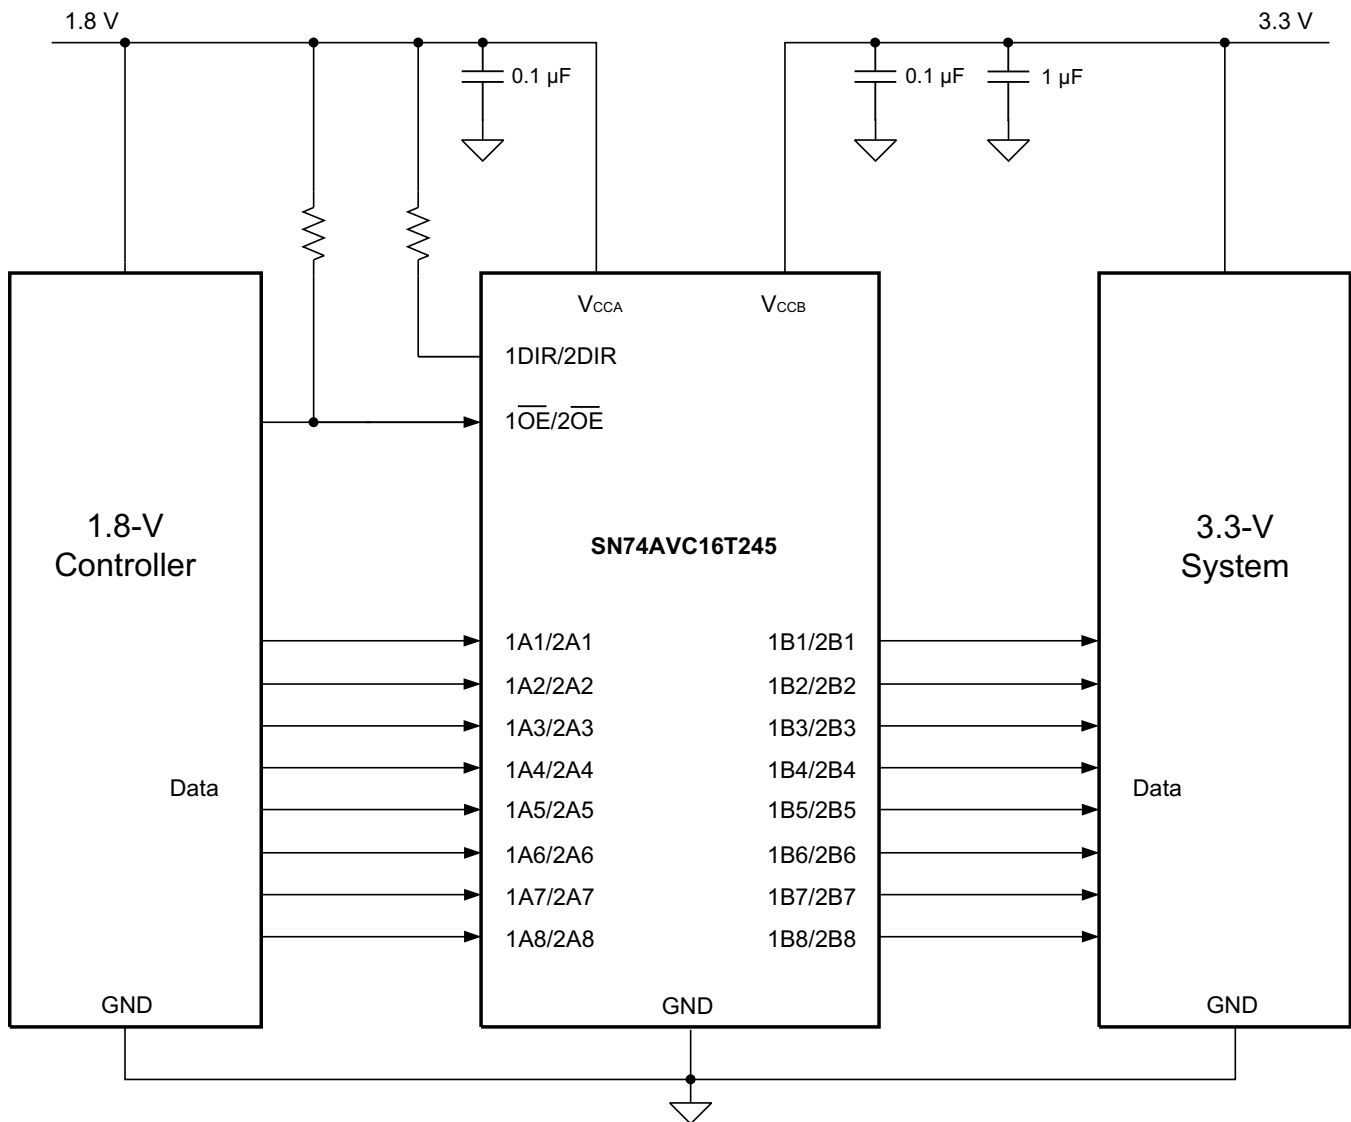 1.8 V
3.3 V
0.1 µF
0.1 µF
1 µF
VCCA
VCCB
1DIR/2DIR
1O̅E̅/2O̅E̅
1.8-V
Controller
SN74AVC16T245
3.3-V
System
1A1/2A1
1B1/2B1
1A2/2A2
1B2/2B2
1A3/2A3
1B3/2B3
1A4/2A4
1B4/2B4
Data
Data
1A5/2A5
1B5/2B5
1A6/2A6
1B6/2B6
1A7/2A7
1B7/2B7
1A8/2A8
1B8/2B8
GND
GND
GND